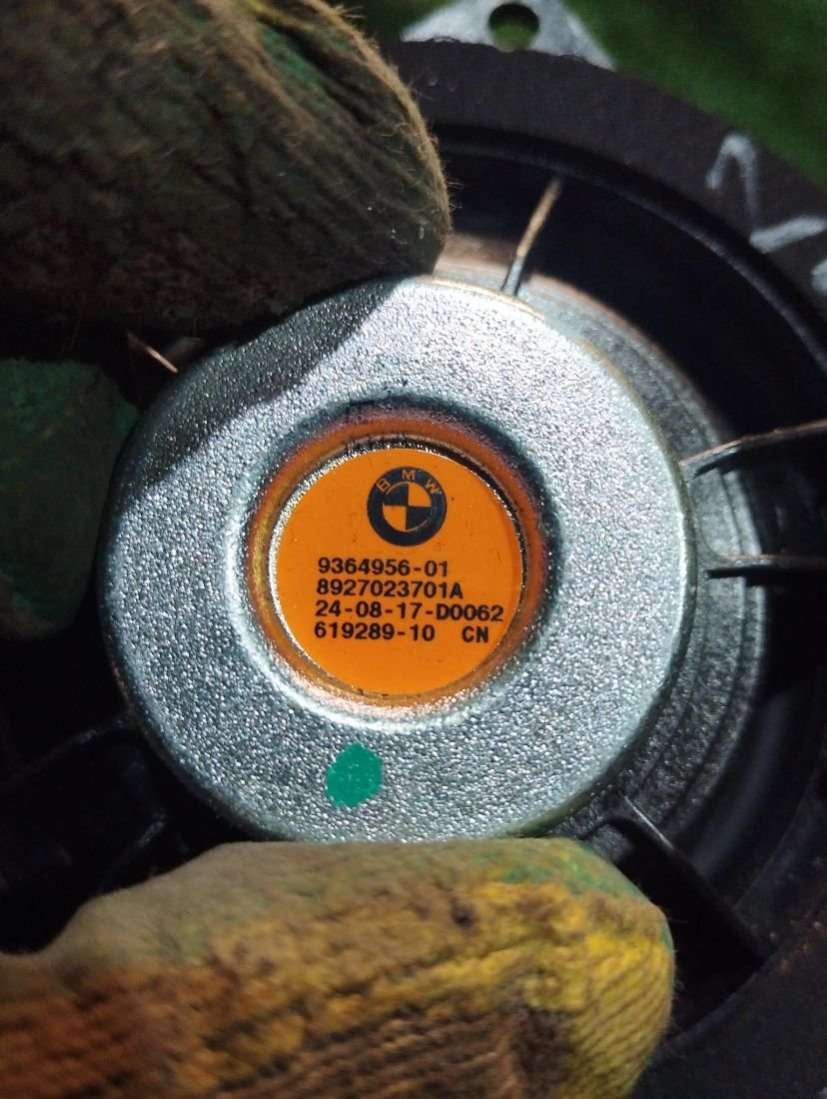 BMW
9364956-01
8927023701A
24-08-17-D0062
619289-10 CN